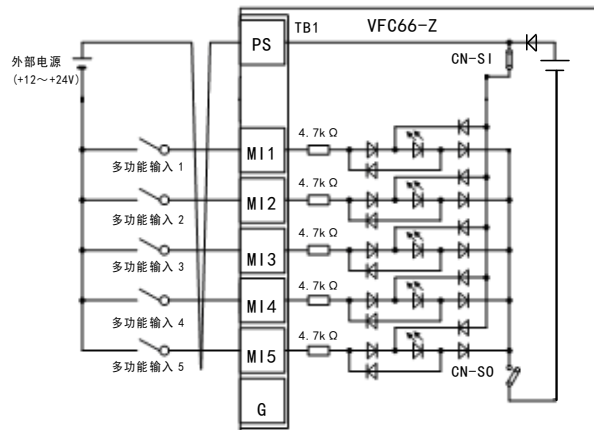 TB1
VFC66-Z
PS
CN-SI
外部电源
(+12～+24V)
4.7kΩ
MI1
多功能输入 1
4.7kΩ
MI2
多功能输入 2
4.7kΩ
MI3
多功能输入 3
4.7kΩ
MI4
多功能输入 4
4.7kΩ
MI5
多功能输入 5
CN-SO
G